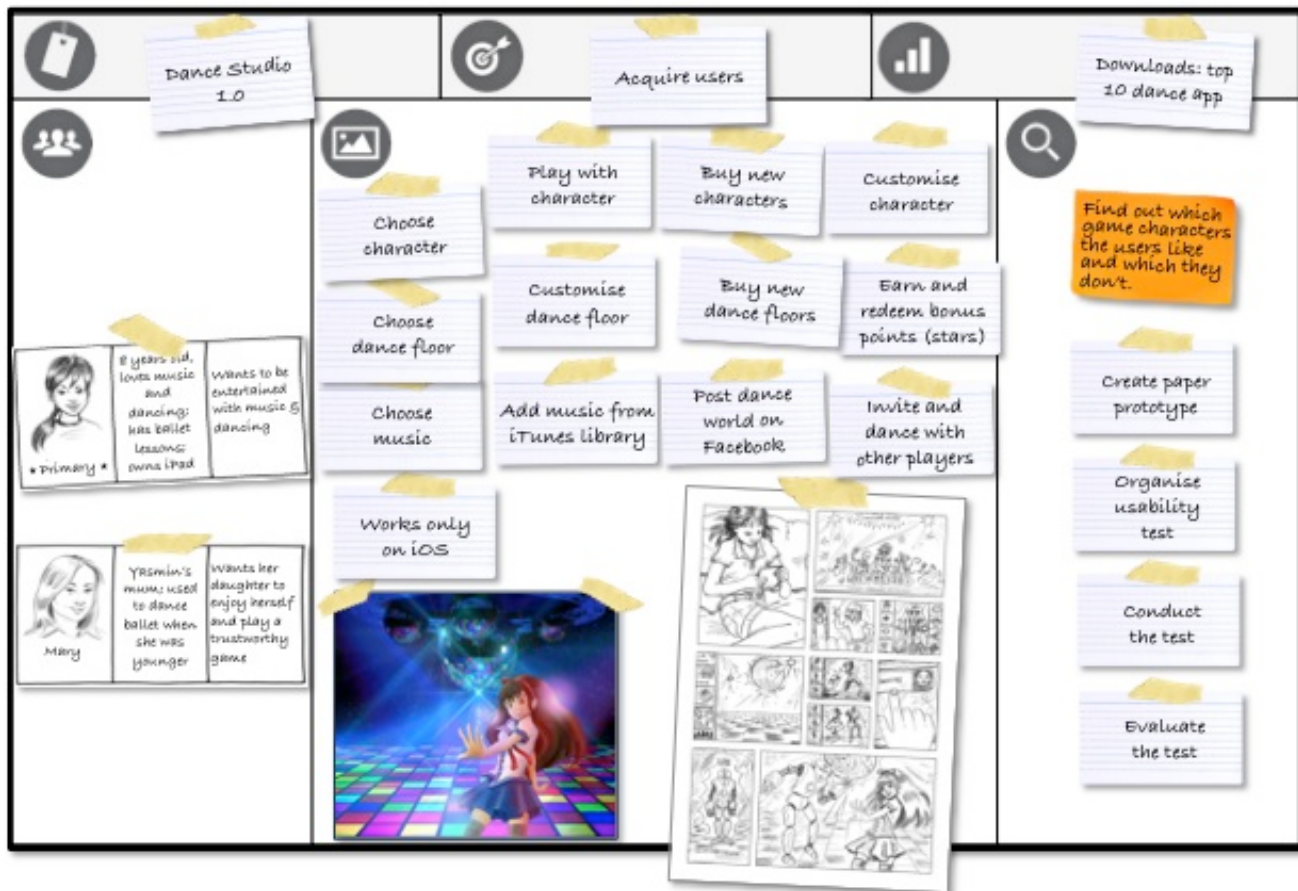 Dance Studio
1.0
Acquire users
Downloads: top
10 dance app
8 years old,
loves music
and
dancing;
has ballet
lessons;
owns iPad
Wants to be
entertained
with music &
dancing
* Primary *
Yasmin's
mum; used
to dance
ballet when
she was
younger
Wants her
daughter to
enjoy herself
and play a
trustworthy
game
Mary
Choose
character
Play with
character
Buy new
characters
Customise
character
Choose
dance floor
Customise
dance floor
Buy new
dance floors
Earn and
redeem bonus
points (stars)
Choose
music
Add music from
iTunes library
Post dance
world on
Facebook
Invite and
dance with
other players
Works only
on iOS
Find out which
game characters
the users like
and which they
don't.
Create paper
prototype
Organise
usability
test
Conduct
the test
Evaluate
the test